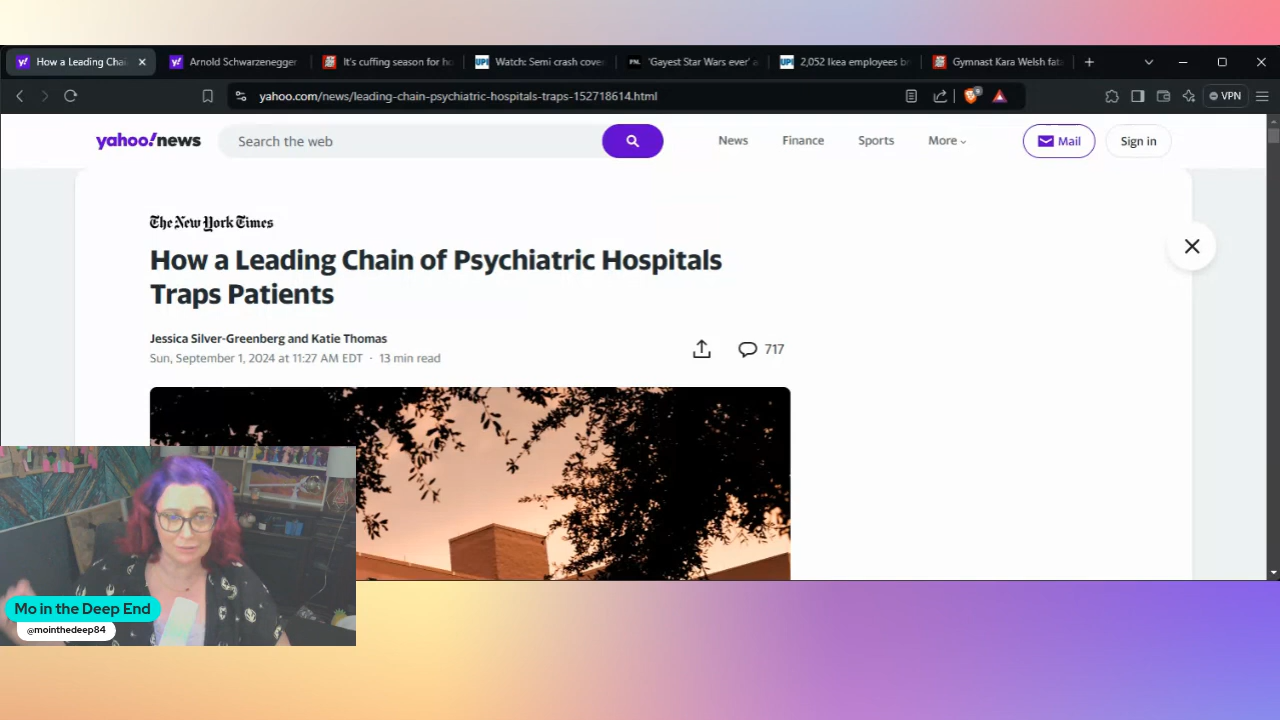 How a Leading Cha
Arnold Schwarzenegger
It's cuffing season for ho
Watch: Semi crash cove
'Gayest Star Wars ever' a
2,052 Ikea employees br
Gymnast Kara Welsh fat
yahoo.com/news/leading-chain-psychiatric-hospitals-traps-152718614.html
VPN
yahoo!news
Search the web
News
Finance
Sports
More
Mail
Sign in
The New York Times
How a Leading Chain of Psychiatric Hospitals
Traps Patients
Jessica Silver-Greenberg and Katie Thomas
Sun, September 1, 2024 at 11:27 AM EDT · 13 min read
717
Mo in the Deep End
@mointhedeep84